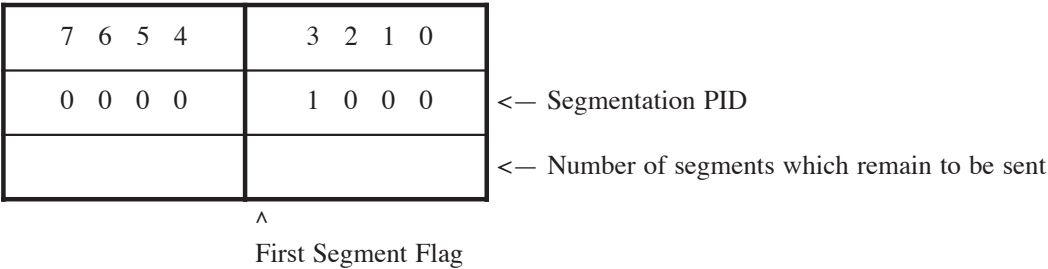 7 6 5 4 3 2 1 0
0 0 0 0 1 0 0 0 <— Segmentation PID
<— Number of segments which remain to be sent
^
First Segment Flag